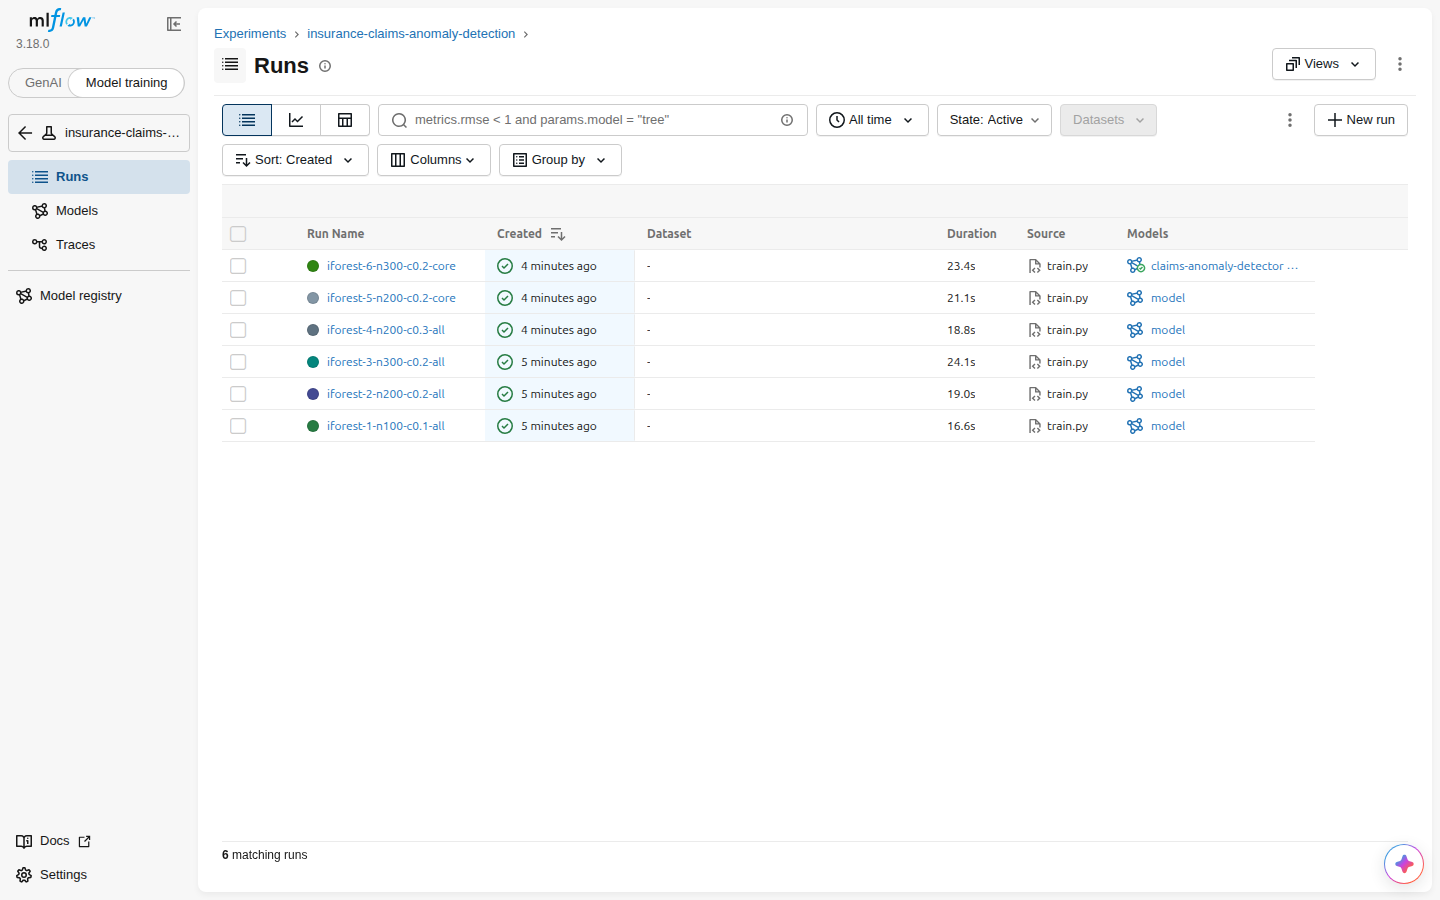 mlflow
3.18.0
GenAI Model training
insurance-claims-...
Runs
Models
Traces
Model registry
Docs
Settings
Experiments › insurance-claims-anomaly-detection ›
Runs
Views
metrics.rmse < 1 and params.model = "tree"
All time
State: Active
Datasets
New run
Sort: Created
Columns
Group by
Run Name Created Dataset Duration Source Models
iforest-6-n300-c0.2-core 4 minutes ago - 23.4s train.py claims-anomaly-detector ...
iforest-5-n200-c0.2-core 4 minutes ago - 21.1s train.py model
iforest-4-n200-c0.3-all 4 minutes ago - 18.8s train.py model
iforest-3-n300-c0.2-all 5 minutes ago - 24.1s train.py model
iforest-2-n200-c0.2-all 5 minutes ago - 19.0s train.py model
iforest-1-n100-c0.1-all 5 minutes ago - 16.6s train.py model
6 matching runs